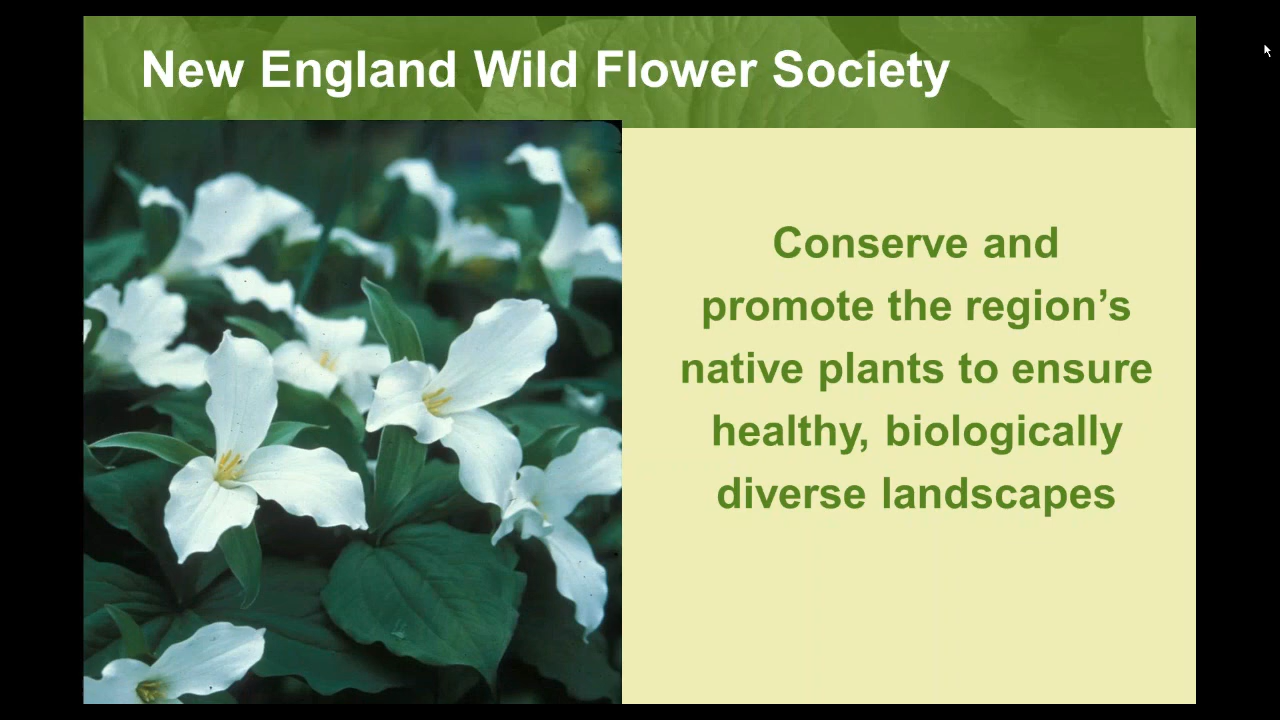 New England Wild Flower Society
Conserve and
promote the region’s
native plants to ensure
healthy, biologically
diverse landscapes